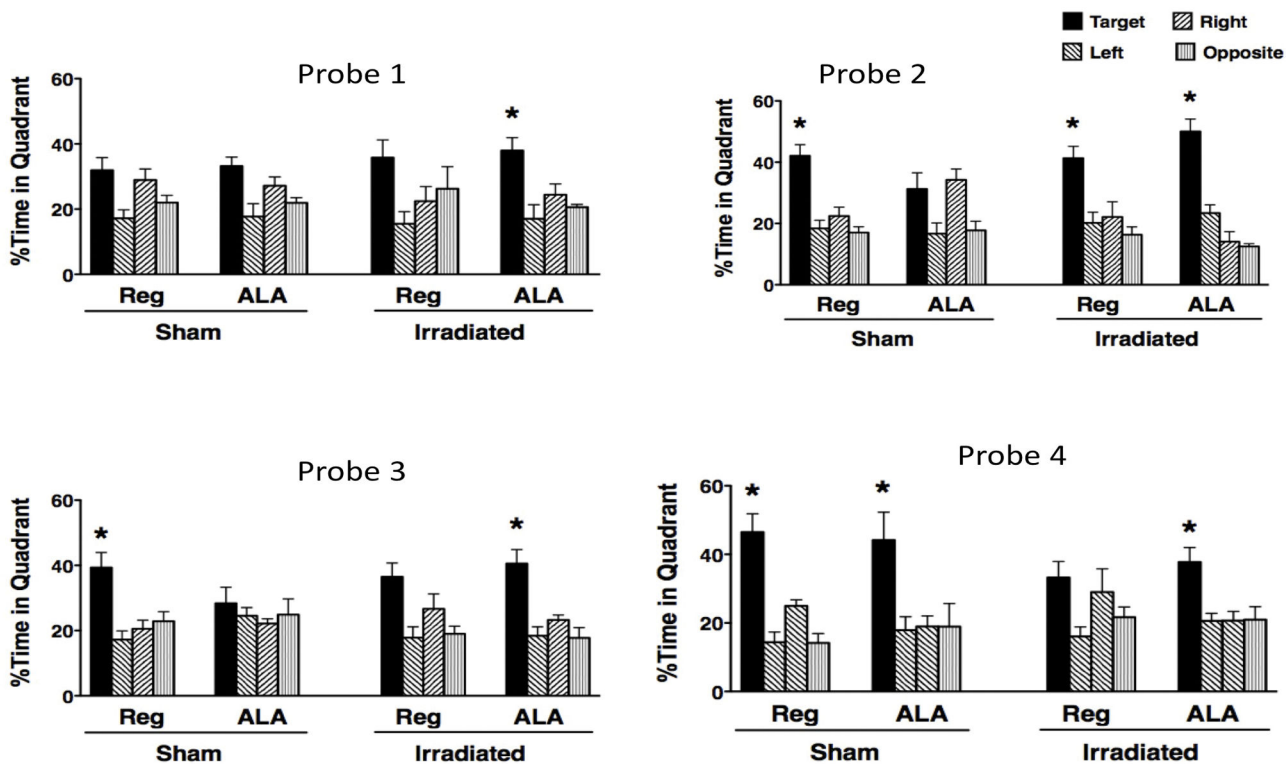 Target Right
Left Opposite
Probe 1
%Time in Quadrant
60
40
20
0
*
Reg ALA Reg ALA
Sham Irradiated
Probe 2
%Time in Quadrant
60
40
20
0
* * *
Reg ALA Reg ALA
Sham Irradiated
Probe 3
%Time in Quadrant
60
40
20
0
* *
Reg ALA Reg ALA
Sham Irradiated
Probe 4
%Time in Quadrant
60
40
20
0
* * *
Reg ALA Reg ALA
Sham Irradiated